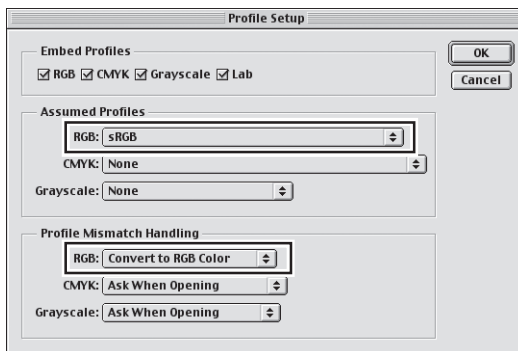 Profile Setup
Embed Profiles
RGB CMYK Grayscale Lab
OK
Cancel
Assumed Profiles
RGB: sRGB
CMYK: None
Grayscale: None
Profile Mismatch Handling
RGB: Convert to RGB Color
CMYK: Ask When Opening
Grayscale: Ask When Opening